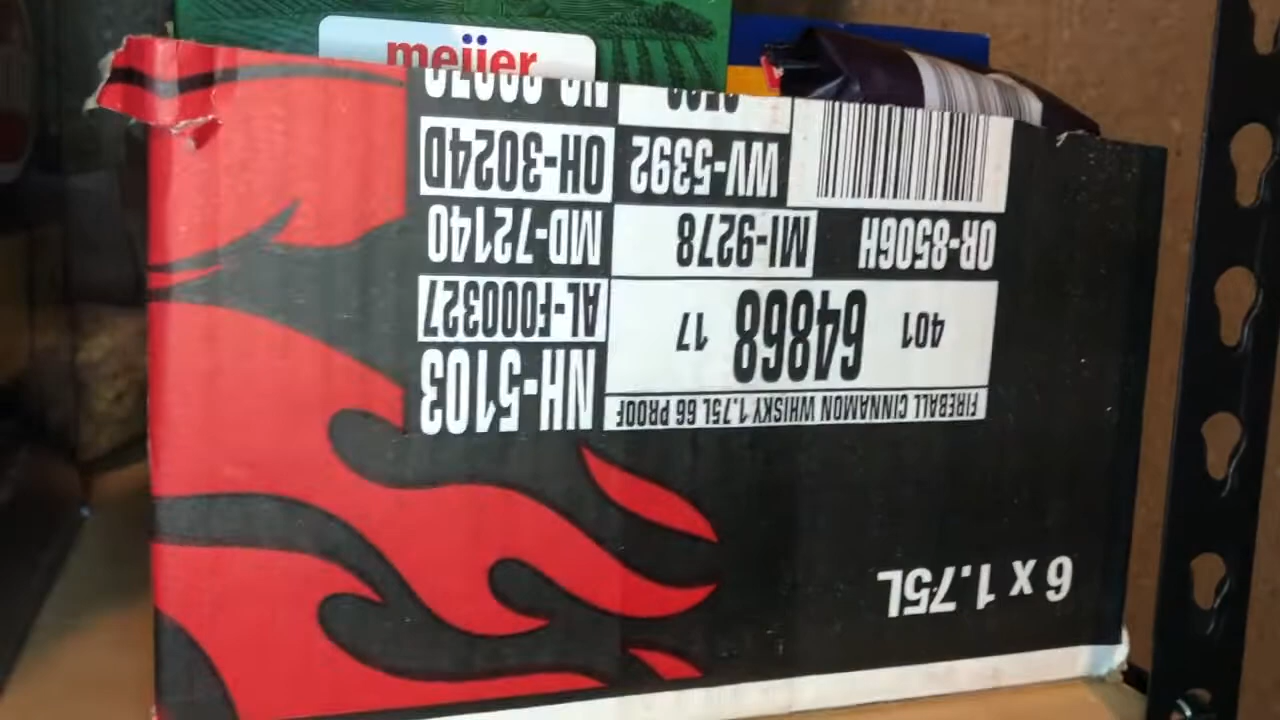 meijer
6 x 1.75L
FIREBALL CINNAMON WHISKY 1.75L 66 PROOF
401 64868 17
NH-5103
AL-F000327
OR-8506H
MI-9278
MD-72140
WV-5392
OH-3024D